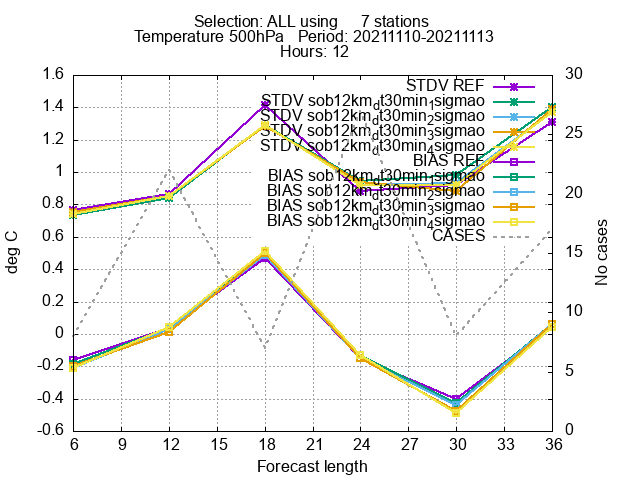 Selection: ALL using 7 stations
Temperature 500hPa Period: 20211110-20211113
Hours: 12
1.6
1.4
1.2
1
0.8
0.6
0.4
0.2
0
-0.2
-0.4
-0.6
deg C
STDV REF
STDV sob12km_dt30min_1sigmao
STDV sob12km_dt30min_2sigmao
STDV sob12km_dt30min_3sigmao
STDV sob12km_dt30min_4sigmao
BIAS REF
BIAS sob12km_dt30min_1sigmao
BIAS sob12km_dt30min_2sigmao
BIAS sob12km_dt30min_3sigmao
BIAS sob12km_dt30min_4sigmao
CASES
30
25
20
15
10
5
0
No cases
6 9 12 15 18 21 24 27 30 33 36
Forecast length